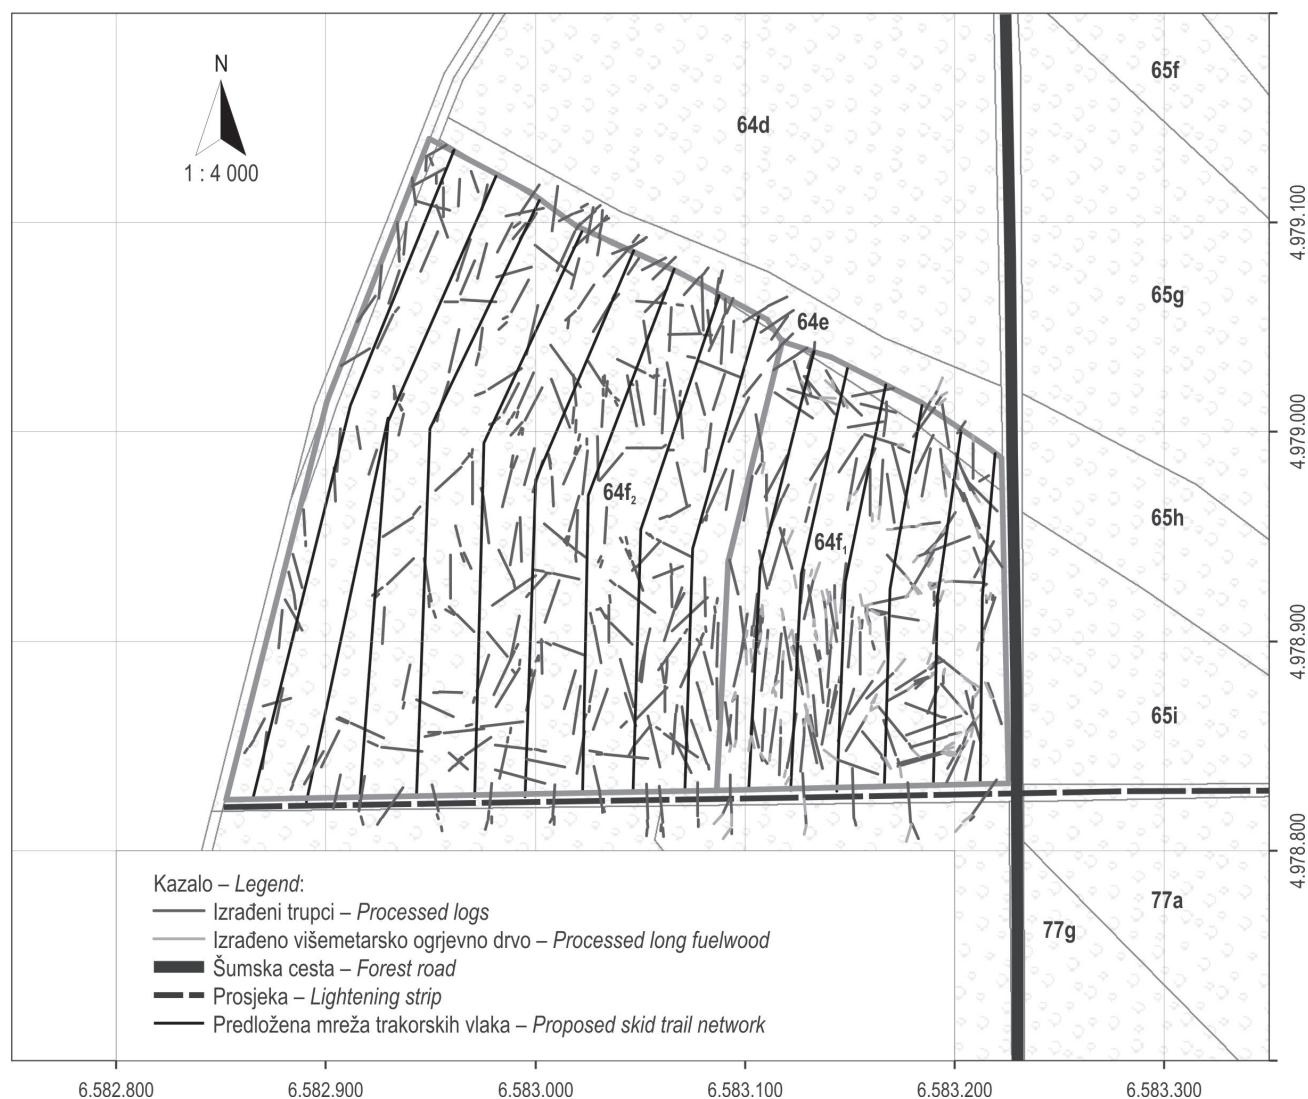 N
1 : 4 000
64d
65f
65g
64e
64f2
64f1
65h
65i
77a
77g
4.979.100
4.979.000
4.978.900
4.978.800
Kazalo – Legend:
Izrađeni trupci – Processed logs
Izrađeno višemetarsko ogrjevno drvo – Processed long fuelwood
Šumska cesta – Forest road
Prosjeka – Lightening strip
Predložena mreža trakorskih vlaka – Proposed skid trail network
6.582.800 6.582.900 6.583.000 6.583.100 6.583.200 6.583.300